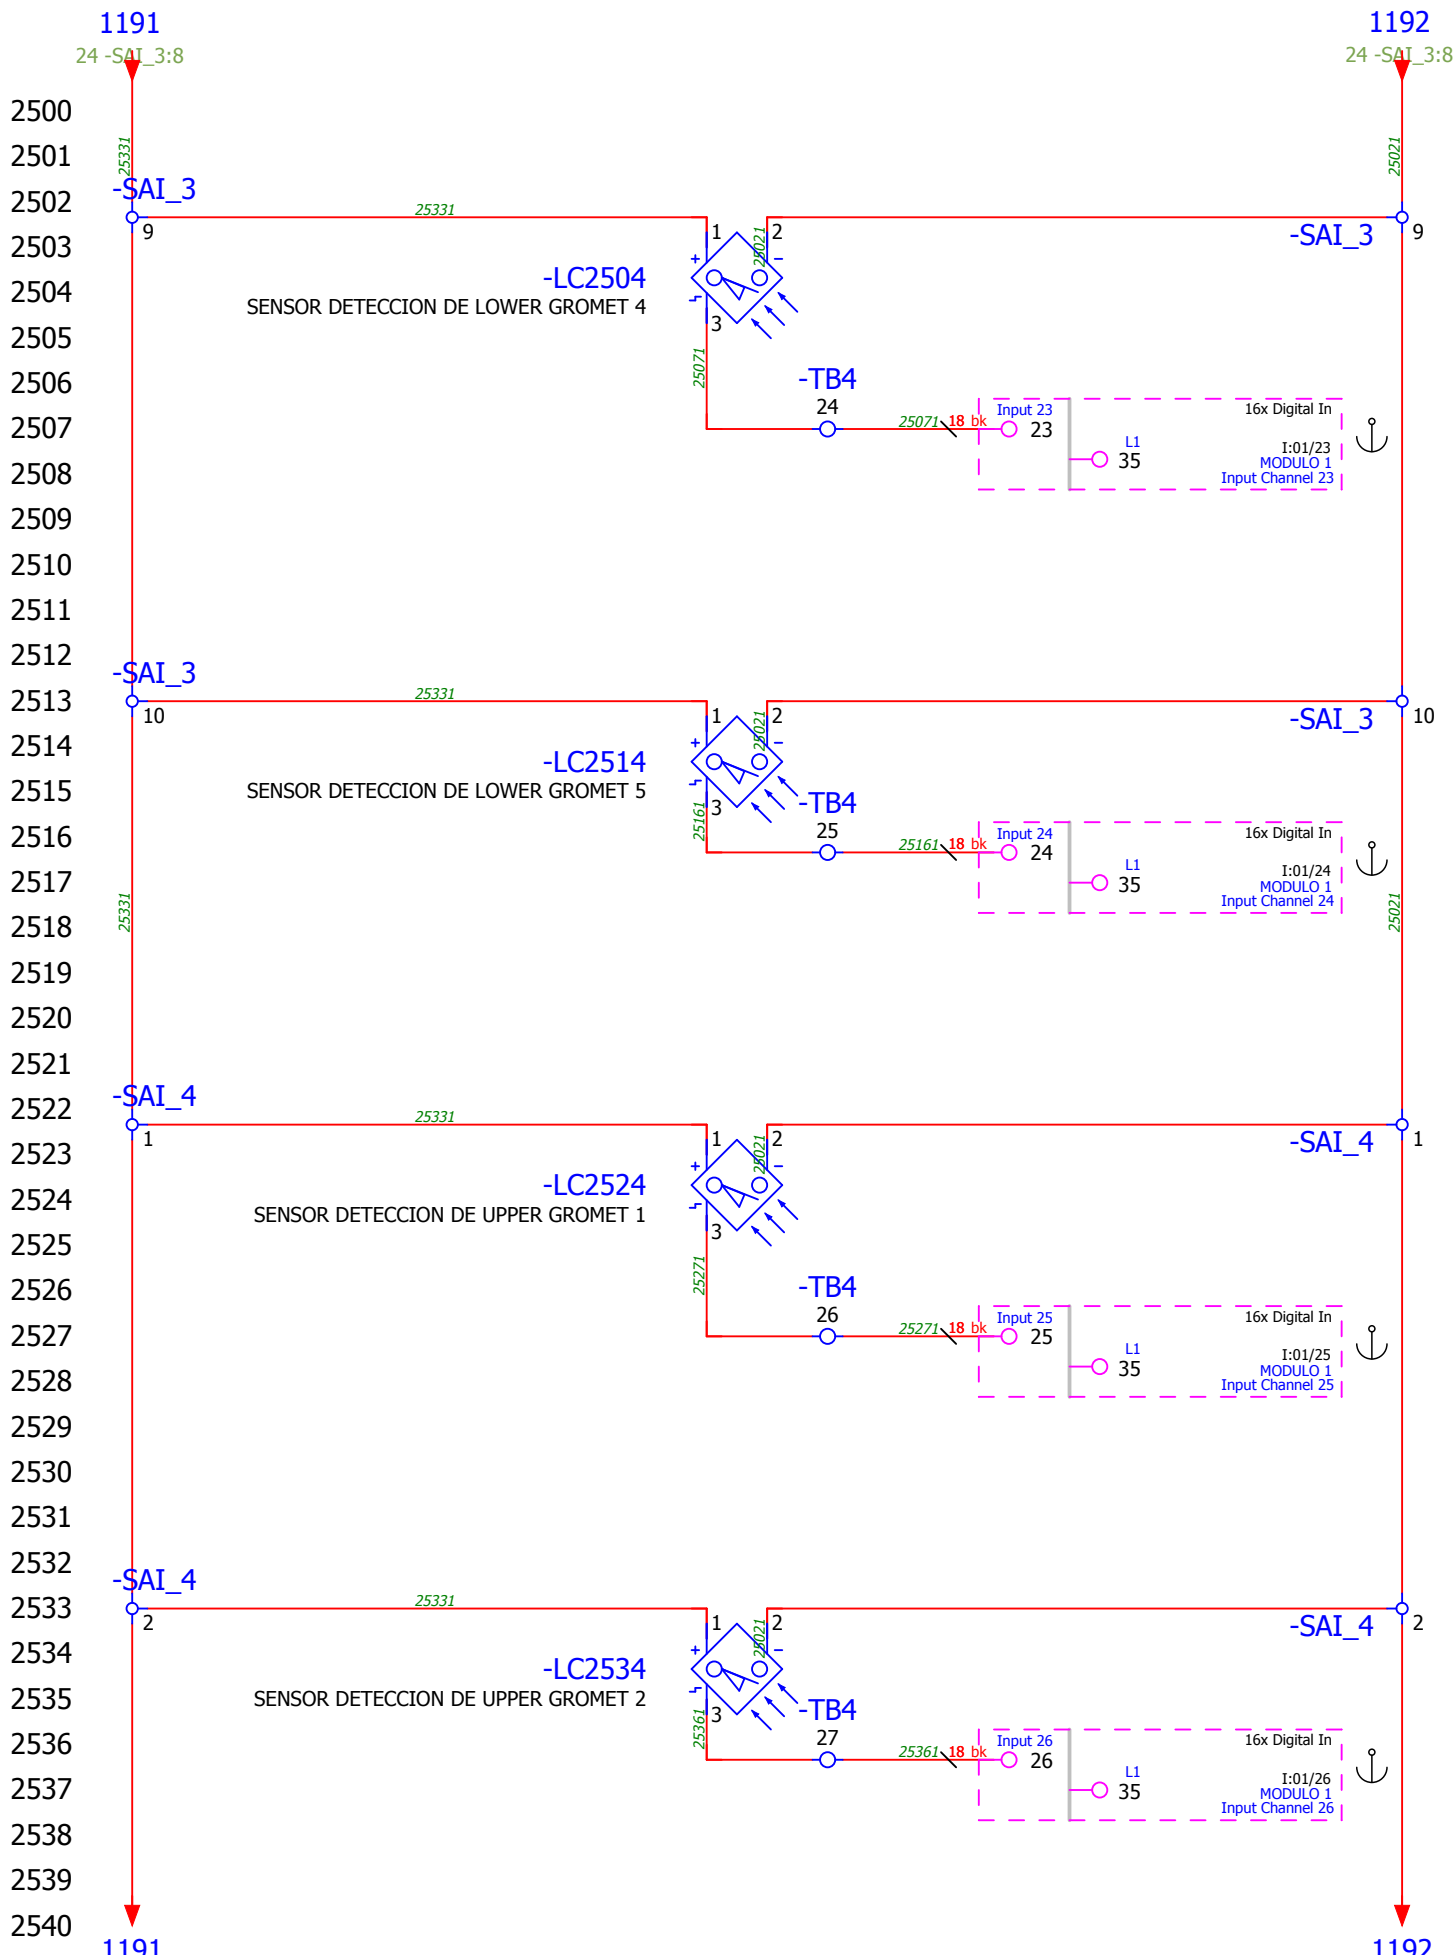 1191
1192
24 -SAI_3:8
24 -SAI_3:8
2500
2501
25331
25021
-SAI_3
2502
25331
9
-SAI_3
9
2503
1
2
25021
+
-
-LC2504
2504
SENSOR DETECCION DE LOWER GROMET 4
3
2505
25071
2506
-TB4
24
2507
25071
18 bk
Input 23
23
16x Digital In
L1
35
I:01/23
MODULO 1
Input Channel 23
2508
2509
2510
2511
2512
-SAI_3
2513
25331
10
-SAI_3
10
2514
1
2
25021
+
-
-LC2514
2515
SENSOR DETECCION DE LOWER GROMET 5
3
25161
-TB4
25
2516
25161
18 bk
Input 24
24
16x Digital In
L1
35
I:01/24
MODULO 1
Input Channel 24
2517
25331
25021
2518
2519
2520
2521
-SAI_4
2522
25331
1
-SAI_4
1
2523
1
2
25021
+
-
-LC2524
2524
SENSOR DETECCION DE UPPER GROMET 1
3
2525
25271
2526
-TB4
26
2527
25271
18 bk
Input 25
25
16x Digital In
L1
35
I:01/25
MODULO 1
Input Channel 25
2528
2529
2530
2531
2532
-SAI_4
2533
25331
2
-SAI_4
2
2534
1
2
25021
+
-
-LC2534
2535
SENSOR DETECCION DE UPPER GROMET 2
3
25361
-TB4
27
2536
25361
18 bk
Input 26
26
16x Digital In
L1
35
I:01/26
MODULO 1
Input Channel 26
2537
2538
2539
2540
1191
1192